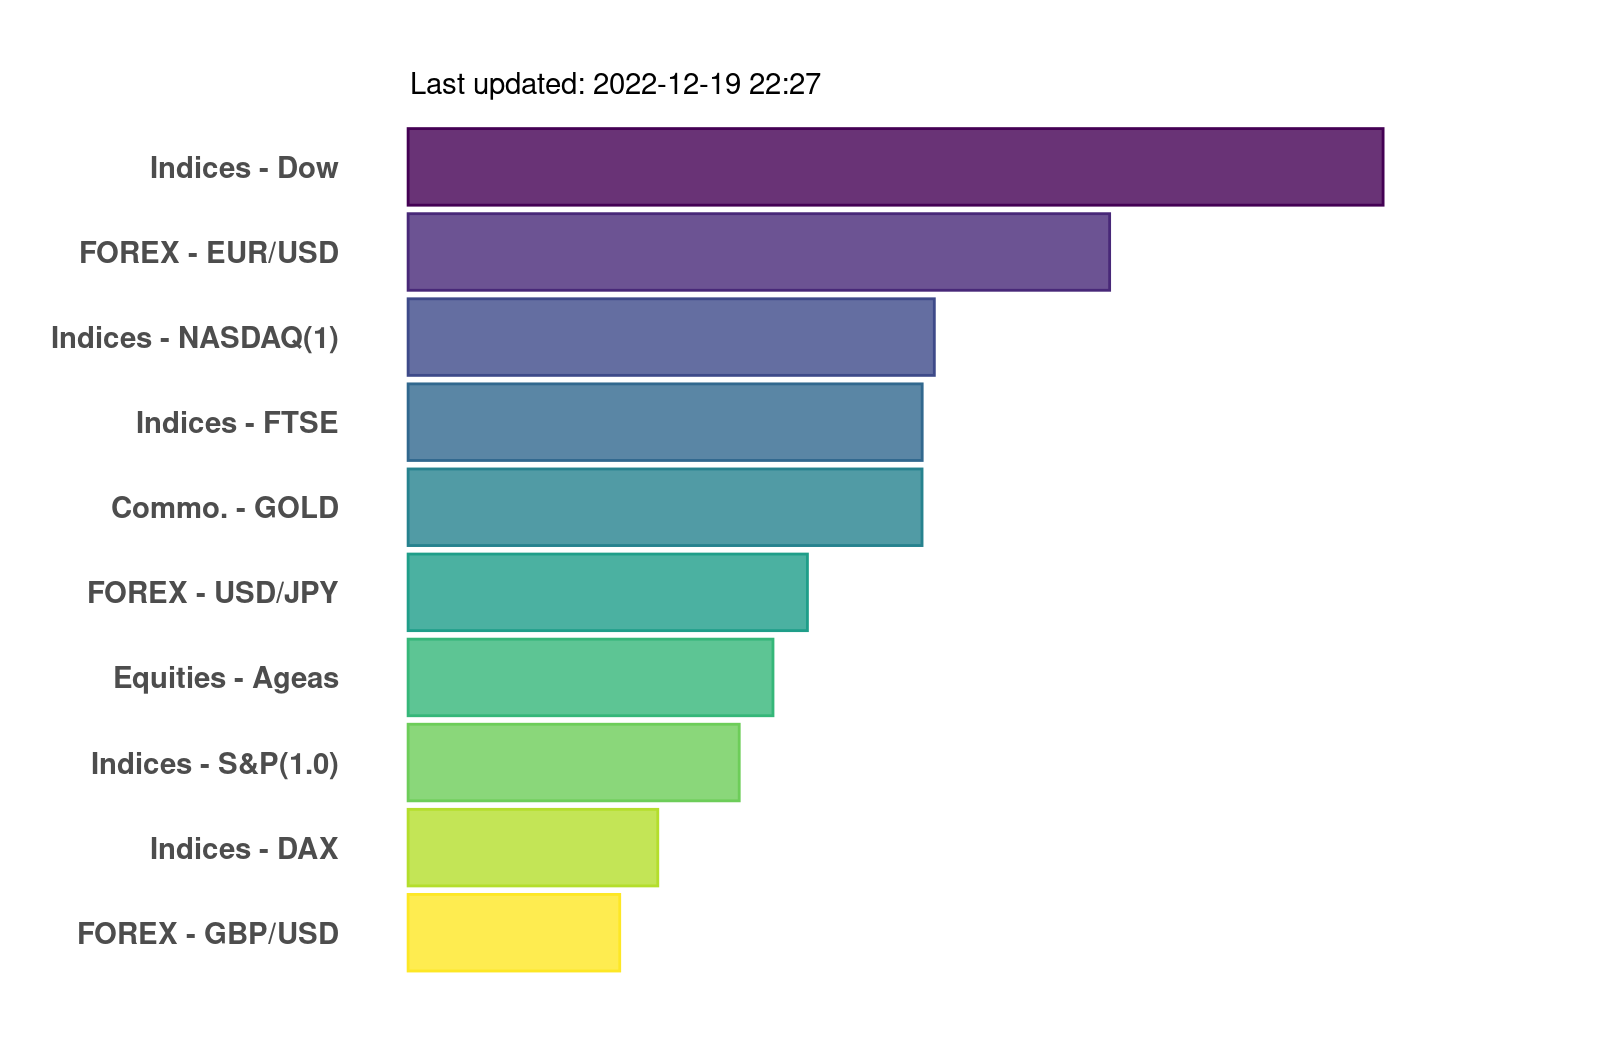 Last updated: 2022-12-19 22:27
Indices - Dow
FOREX - EUR/USD
Indices - NASDAQ(1)
Indices - FTSE
Commo. - GOLD
FOREX - USD/JPY
Equities - Ageas
Indices - S&P(1.0)
Indices - DAX
FOREX - GBP/USD